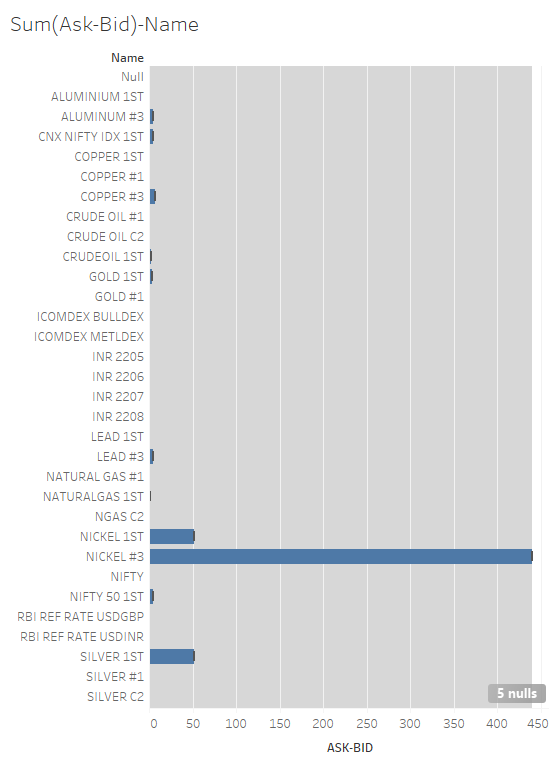 Sum(Ask-Bid)-Name
Name
Null
ALUMINIUM 1ST
ALUMINUM #3
CNX NIFTY IDX 1ST
COPPER 1ST
COPPER #1
COPPER #3
CRUDE OIL #1
CRUDE OIL C2
CRUDEOIL 1ST
GOLD 1ST
GOLD #1
ICOMDEX BULLDEX
ICOMDEX METLDEX
INR 2205
INR 2206
INR 2207
INR 2208
LEAD 1ST
LEAD #3
NATURAL GAS #1
NATURALGAS 1ST
NGAS C2
NICKEL 1ST
NICKEL #3
NIFTY
NIFTY 50 1ST
RBI REF RATE USDGBP
RBI REF RATE USDINR
SILVER 1ST
SILVER #1
5 nulls
SILVER C2
0 50 100 150 200 250 300 350 400 450
ASK-BID